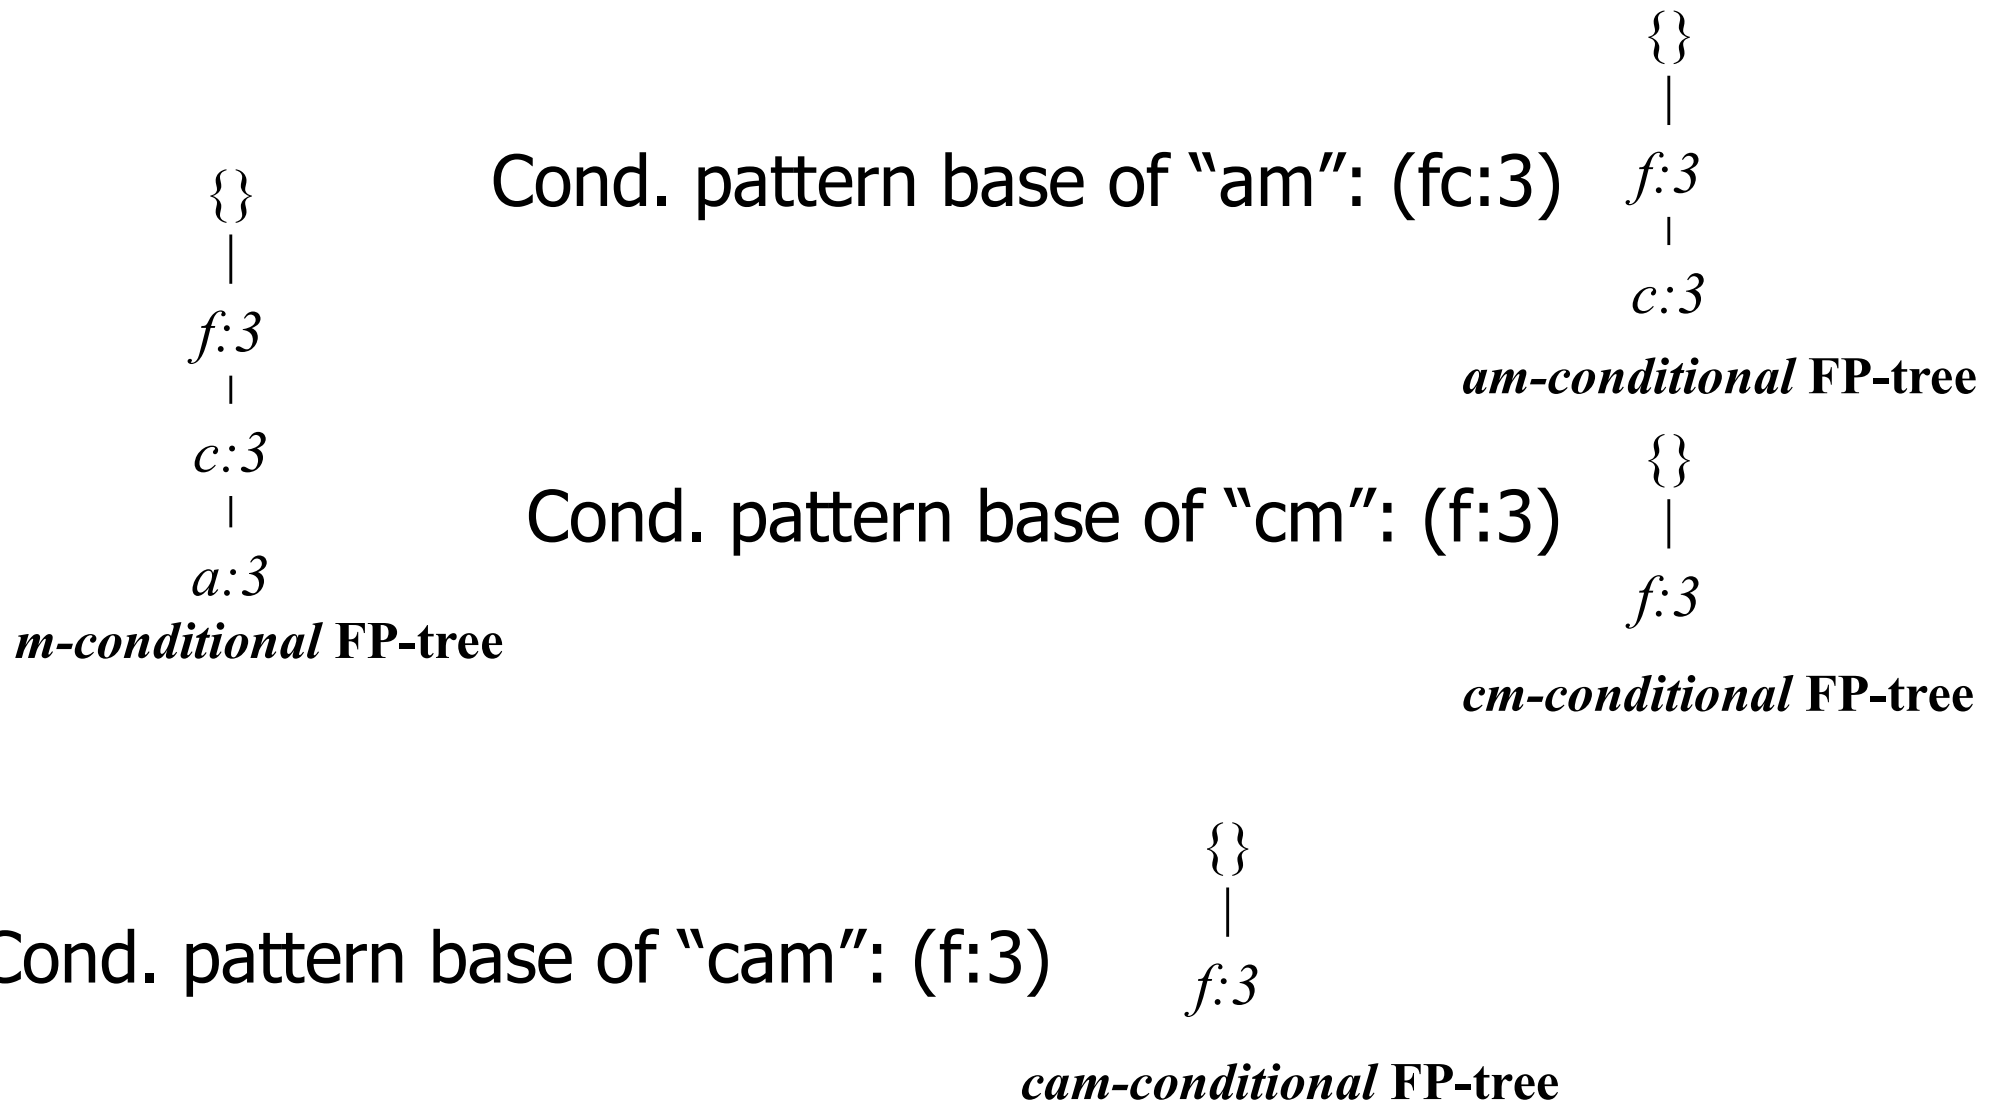 {}
f:3
c:3
a:3
m-conditional FP-tree
Cond. pattern base of “am”: (fc:3)
{}
f:3
c:3
am-conditional FP-tree
Cond. pattern base of “cm”: (f:3)
{}
f:3
cm-conditional FP-tree
Cond. pattern base of “cam”: (f:3)
{}
f:3
cam-conditional FP-tree